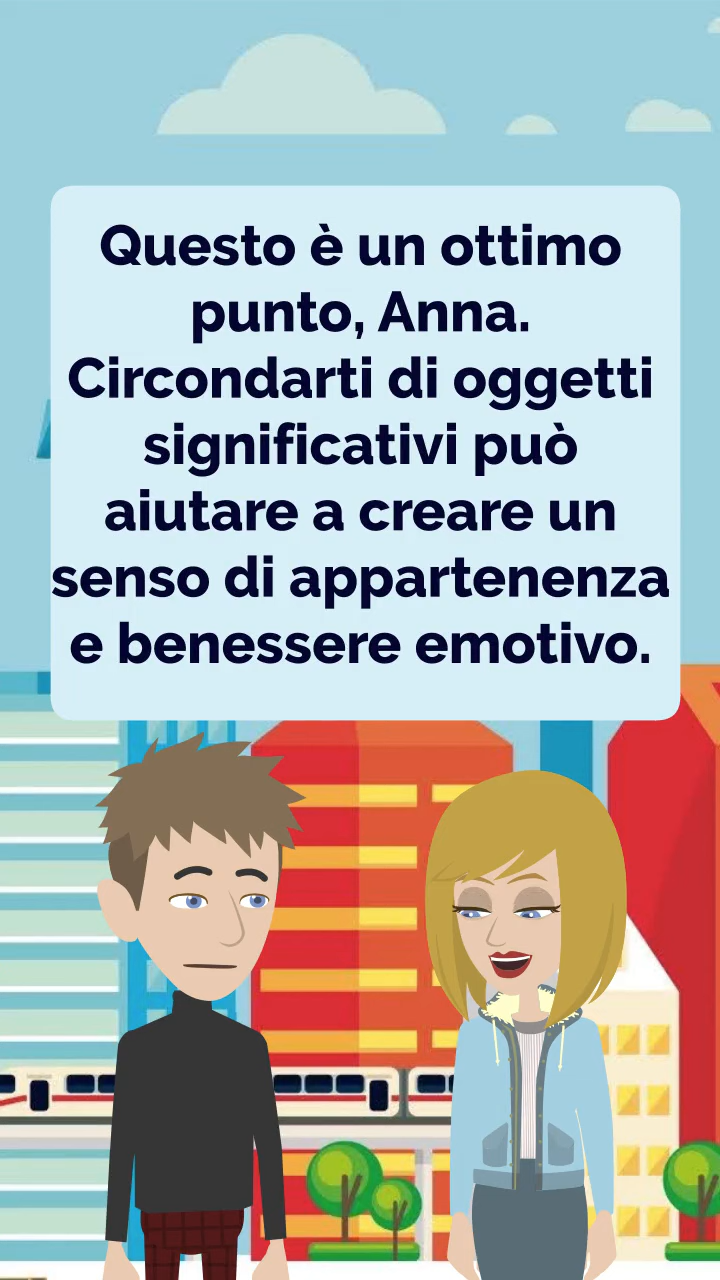 Questo è un ottimo
punto, Anna.
Circondarti di oggetti
significativi può
aiutare a creare un
senso di appartenenza
e benessere emotivo.